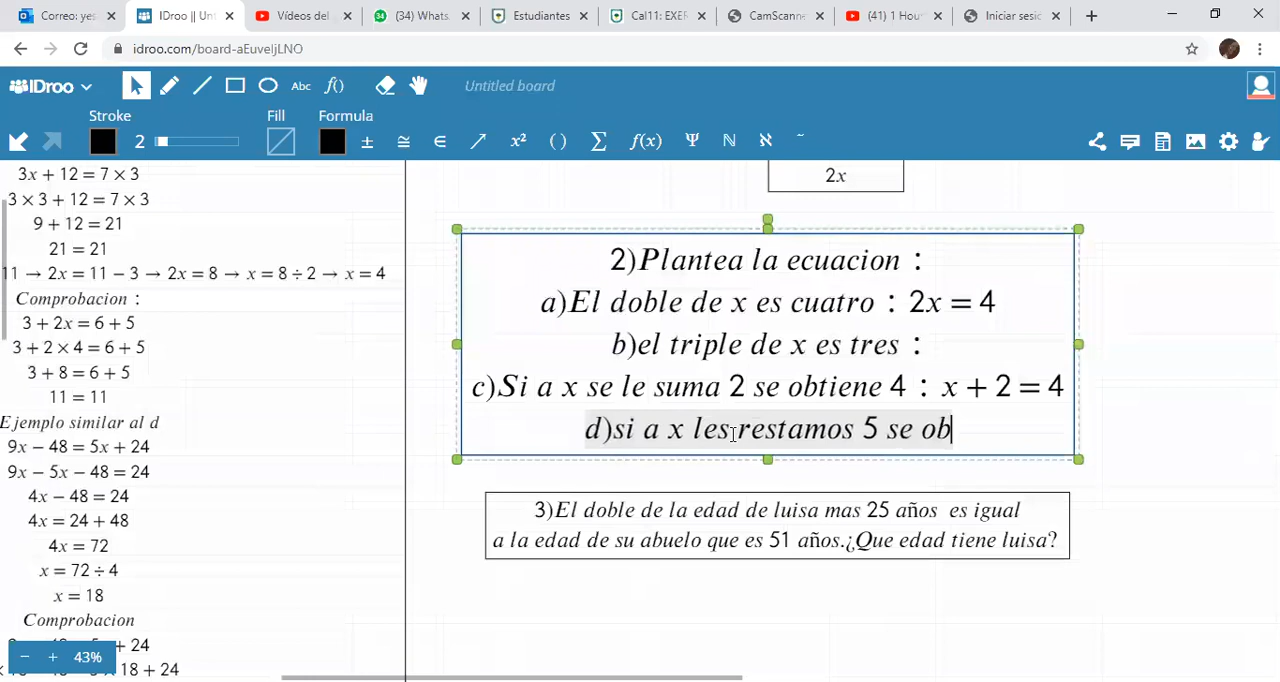 Correo: yes
IDroo || Unt
Vídeos del
(34) Whats
Estudiantes
Cal11: EXER
CamScanne
(41) 1 Hour
Iniciar sesic
idroo.com/board-aEuveljLNO
IDroo
Abc
f()
Untitled board
Stroke
Fill
Formula
2
± ≅ ∈ x² ( ) ∑ f(x) Ψ ℕ ℵ ~
3x + 12 = 7 × 3
3 × 3 + 12 = 7 × 3
9 + 12 = 21
21 = 21
11 → 2x = 11 − 3 → 2x = 8 → x = 8 ÷ 2 → x = 4
Comprobacion :
3 + 2x = 6 + 5
3 + 2 × 4 = 6 + 5
3 + 8 = 6 + 5
11 = 11
Ejemplo similar al d
9x − 48 = 5x + 24
9x − 5x − 48 = 24
4x − 48 = 24
4x = 24 + 48
4x = 72
x = 72 ÷ 4
x = 18
Comprobacion
+ 24
× 18 + 24
− + 43%
2x
2)Plantea la ecuacion :
a)El doble de x es cuatro : 2x = 4
b)el triple de x es tres :
c)Si a x se le suma 2 se obtiene 4 : x + 2 = 4
d)si a x les restamos 5 se ob
3)El doble de la edad de luisa mas 25 años es igual
a la edad de su abuelo que es 51 años.¿Que edad tiene luisa?